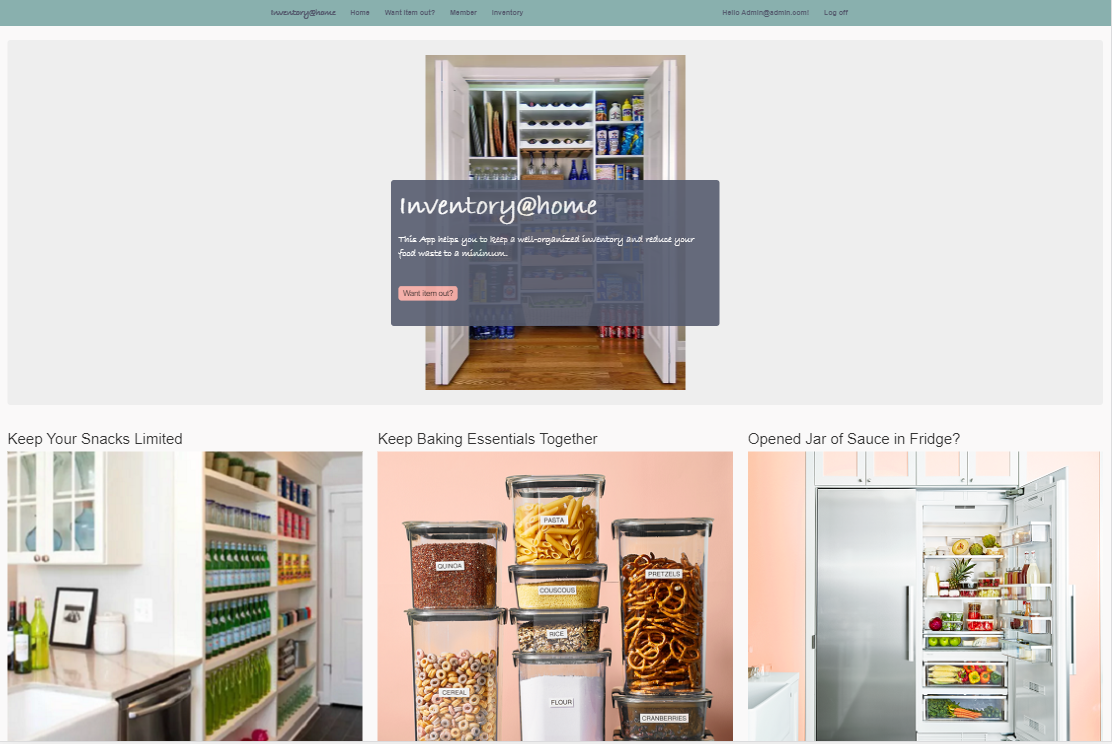 Inventory@home Home Want item out? Member Inventory Hello Admin@admin.com! Log off
Inventory@home
This App helps you to keep a well-organized inventory and reduce your
food waste to a minimum.
Want item out?
Keep Your Snacks Limited
Keep Baking Essentials Together
Opened Jar of Sauce in Fridge?
PASTA
QUINOA
PRETZELS
COUSCOUS
RICE
CEREAL
FLOUR
CRANBERRIES